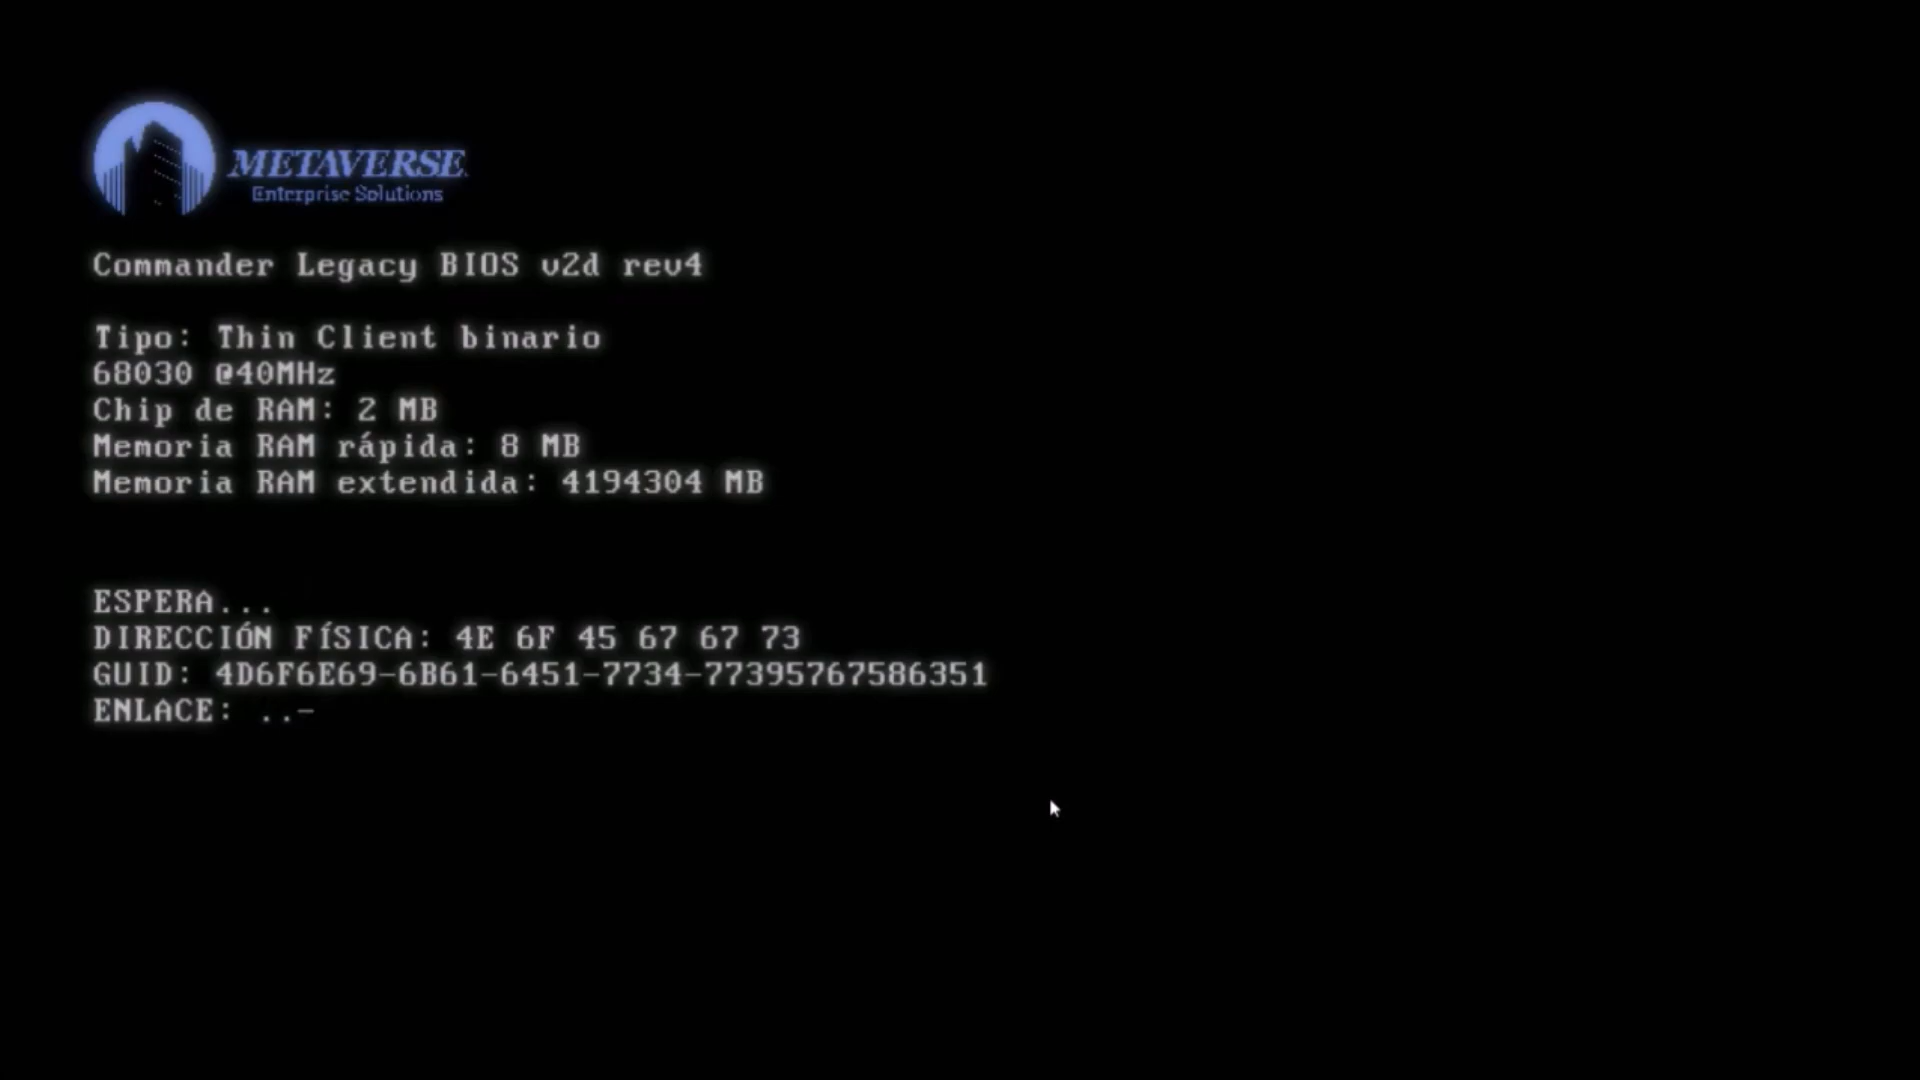 METAVERSE
Enterprise Solutions
Commander Legacy BIOS v2d rev4
Tipo: Thin Client binario
68030 @40MHz
Chip de RAM: 2 MB
Memoria RAM rápida: 8 MB
Memoria RAM extendida: 4194304 MB
ESPERA...
DIRECCIÓN FÍSICA: 4E 6F 45 67 67 73
GUID: 4D6F6E69-6B61-6451-7734-77395767586351
ENLACE: ..-